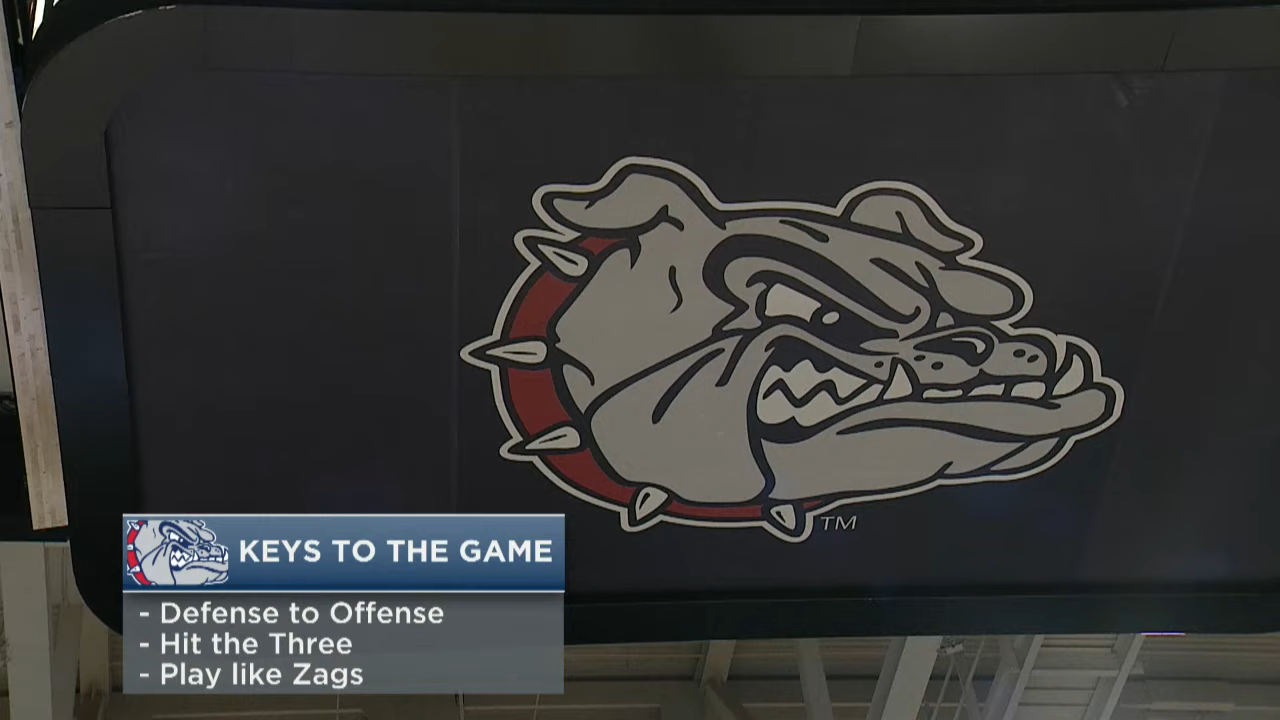 TM
KEYS TO THE GAME
- Defense to Offense
- Hit the Three
- Play like Zags